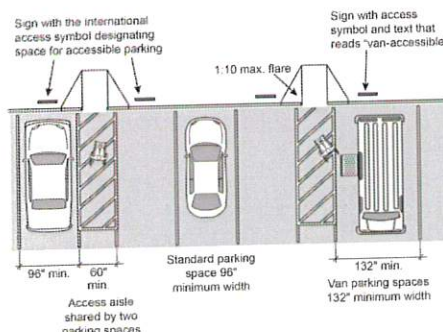 Sign with the international
access symbol designating
space for accessible parking
Sign with access
symbol and text that
reads "van-accessible
1:10 max. flare
96" min.
60"
min.
Access aisle
shared by two
parking spaces
Standard parking
space 96"
minimum width
132" min.
Van parking spaces
132" minimum width